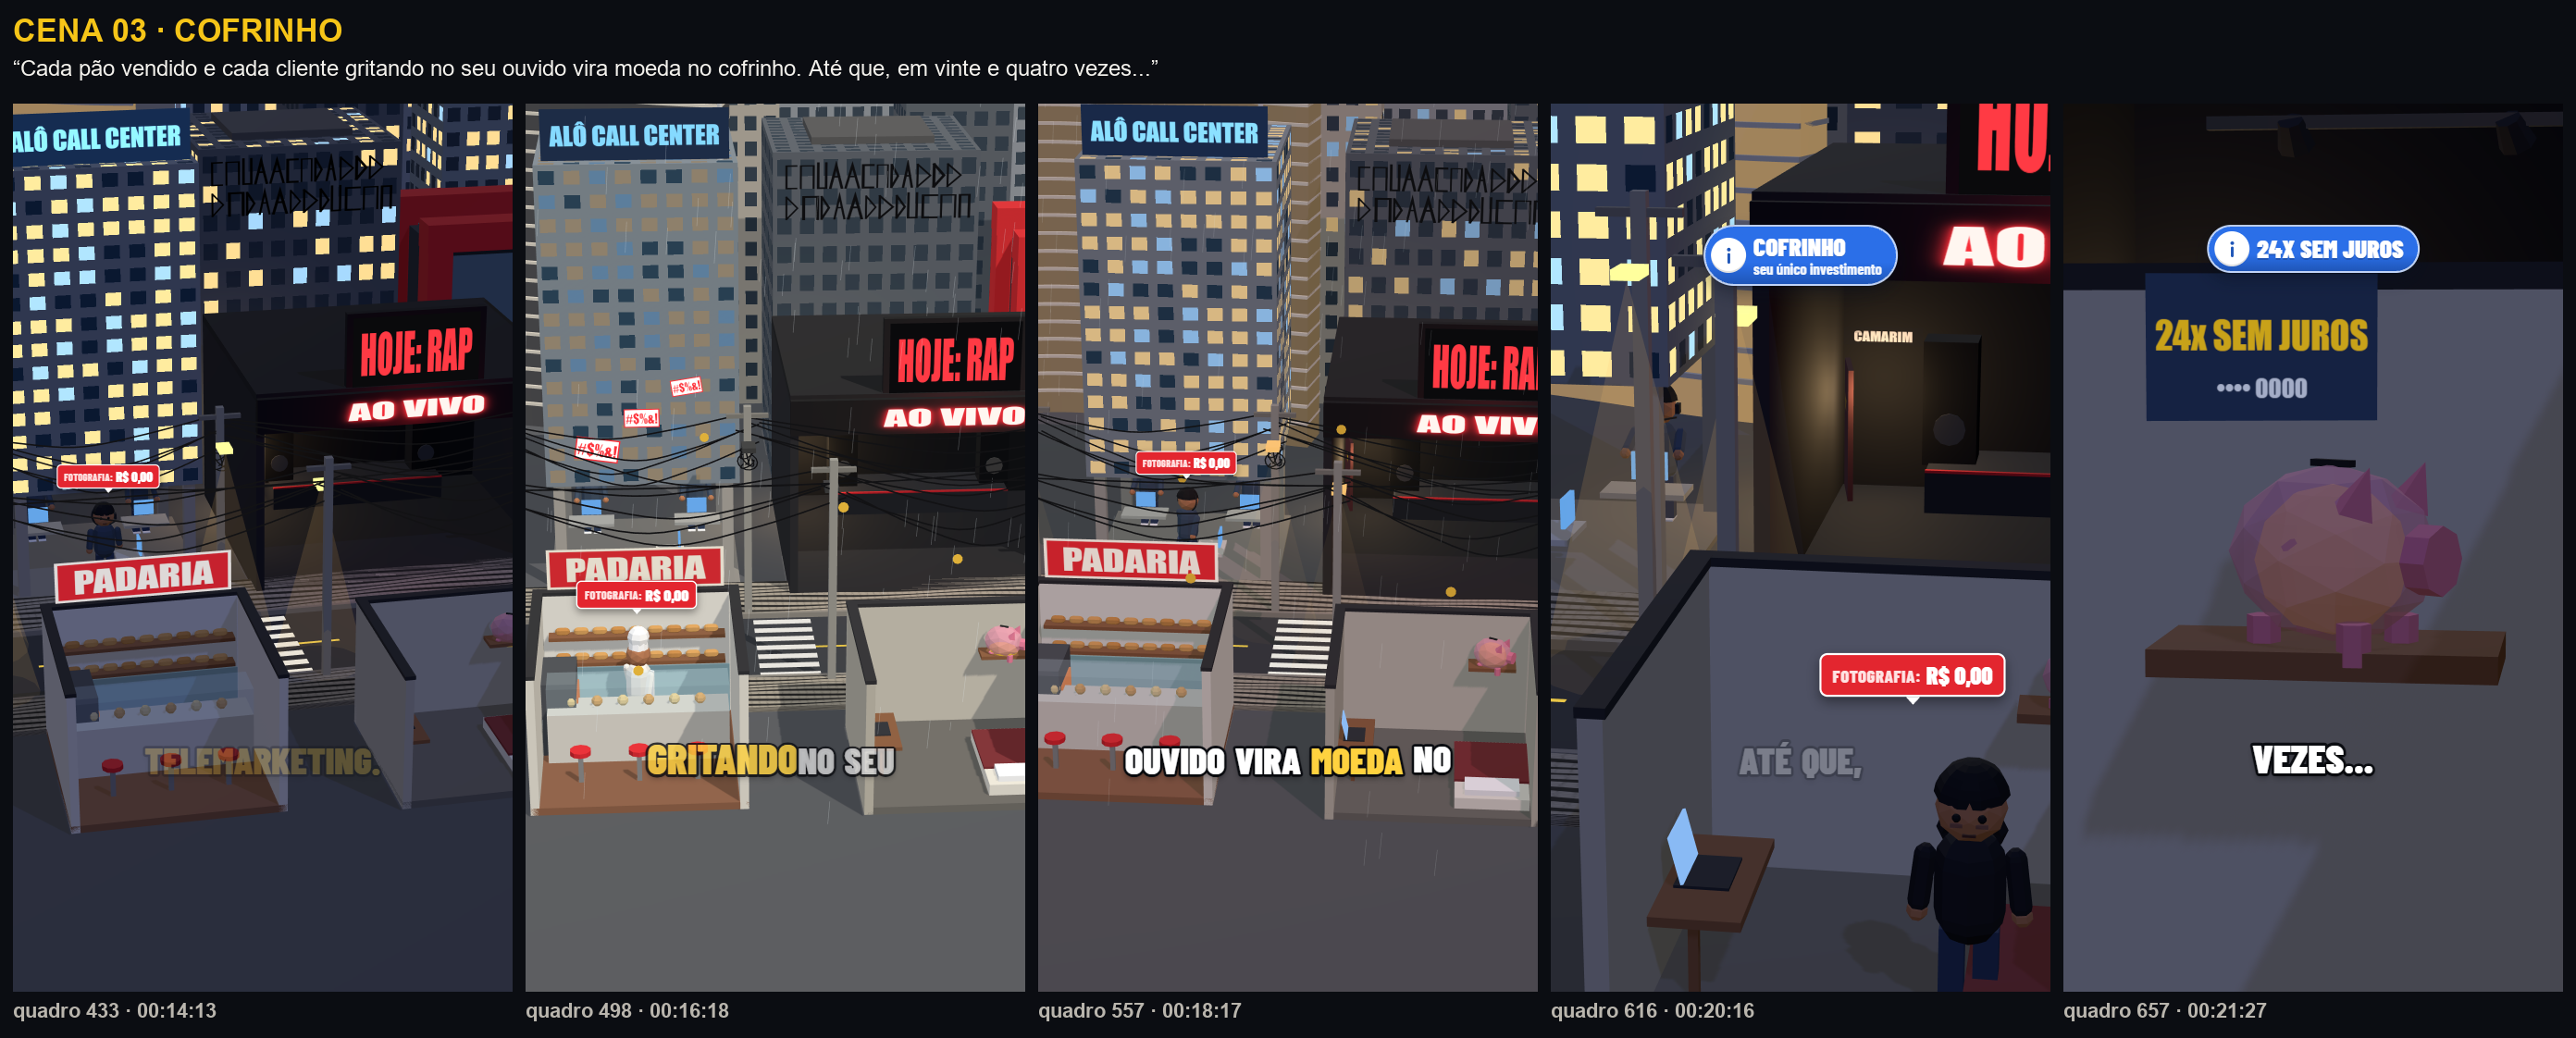 CENA 03 · COFRINHO
“Cada pão vendido e cada cliente gritando no seu ouvido vira moeda no cofrinho. Até que, em vinte e quatro vezes...”
ALÔ CALL CENTER
HOJE: RAP
AO VIVO
FOTOGRAFIA: R$ 0,00
PADARIA
TELEMARKETING.
quadro 433 · 00:14:13
ALÔ CALL CENTER
HOJE: RAP
#$%&!
AO VIVO
#$%&!
#$%&!
PADARIA
FOTOGRAFIA: R$ 0,00
GRITANDO NO SEU
quadro 498 · 00:16:18
ALÔ CALL CENTER
HOJE: RA
AO VIV
FOTOGRAFIA: R$ 0,00
PADARIA
OUVIDO VIRA MOEDA NO
quadro 557 · 00:18:17
HO
AO
COFRINHO
seu único investimento
CAMARIM
FOTOGRAFIA: R$ 0,00
ATÉ QUE,
quadro 616 · 00:20:16
24X SEM JUROS
24x SEM JUROS
•••• 0000
VEZES...
quadro 657 · 00:21:27